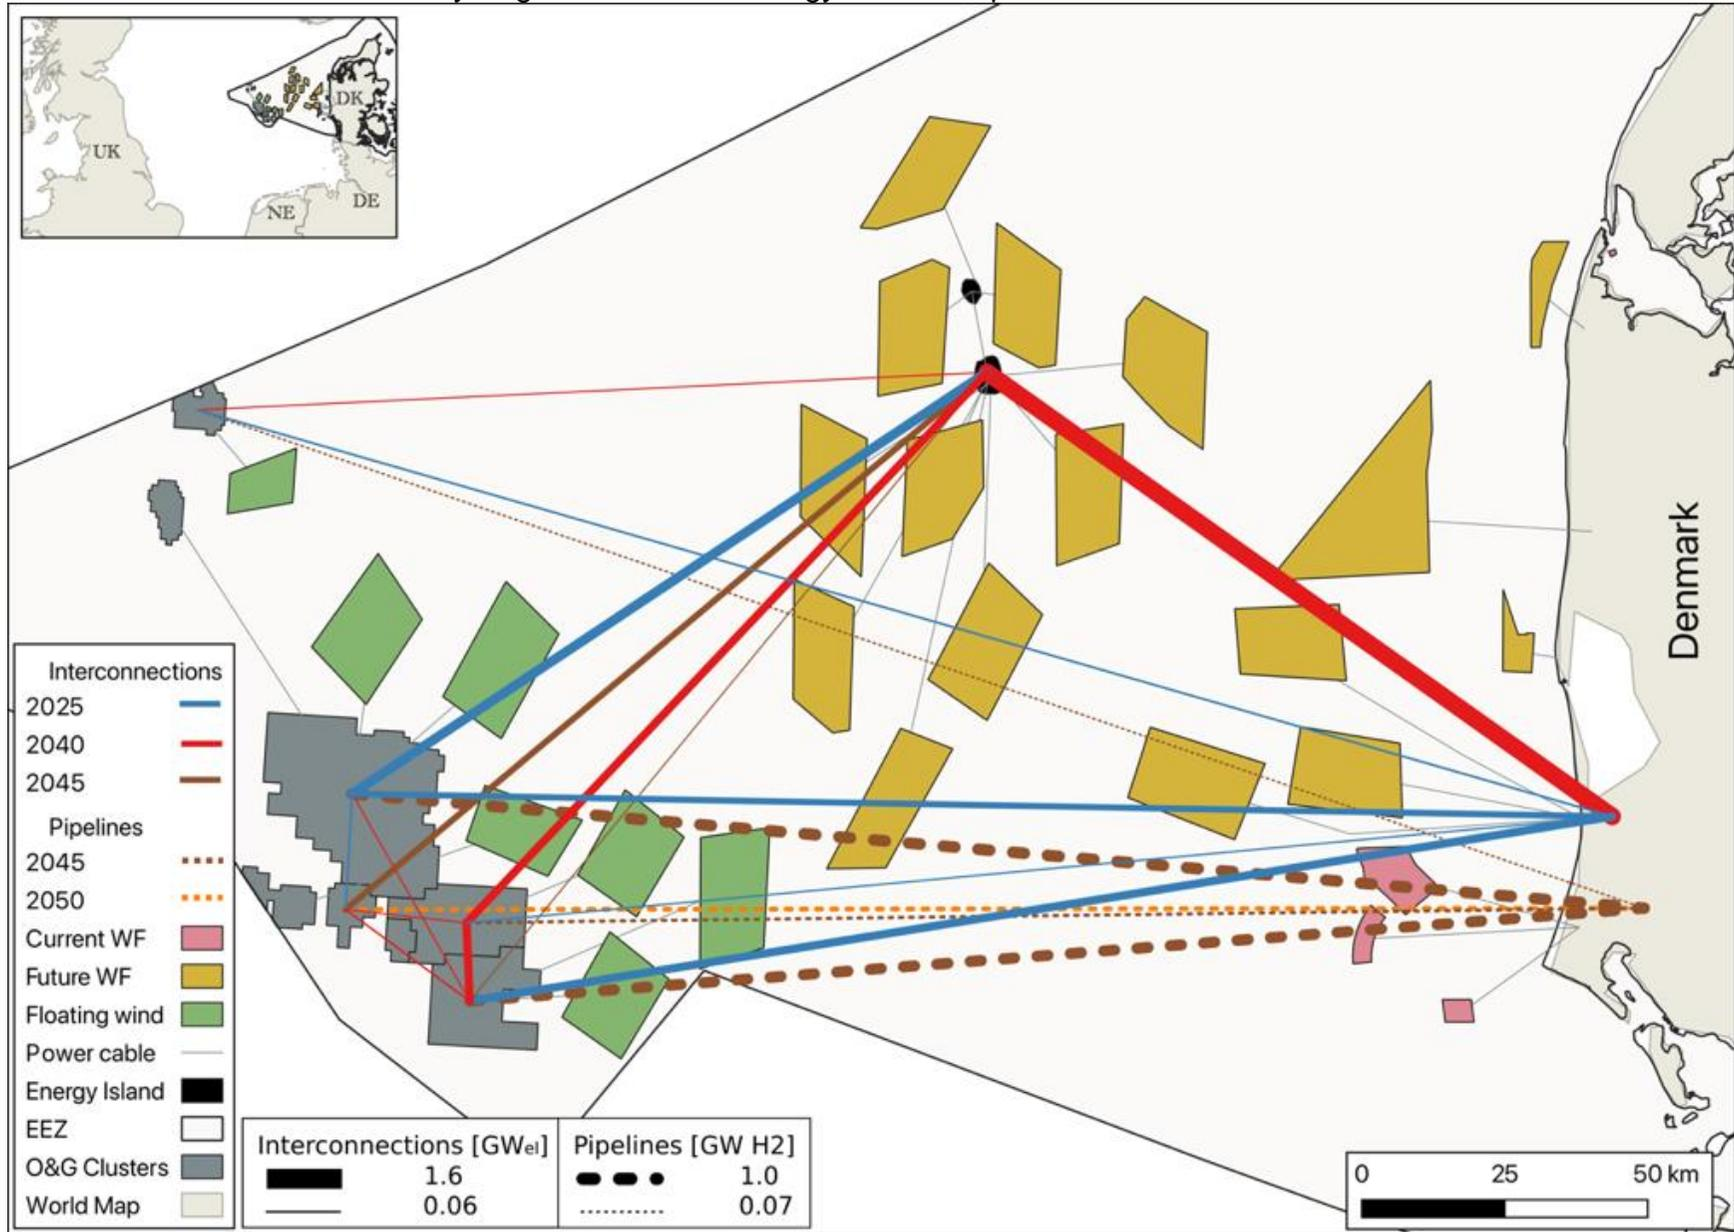 UK
DK
NE
DE
Denmark
Interconnections
2025
2040
2045
Pipelines
2045
2050
Current WF
Future WF
Floating wind
Power cable
Energy Island
EEZ
O&G Clusters
World Map
Interconnections [GWel]
1.6
0.06
Pipelines [GW H2]
1.0
0.07
0 25 50 km